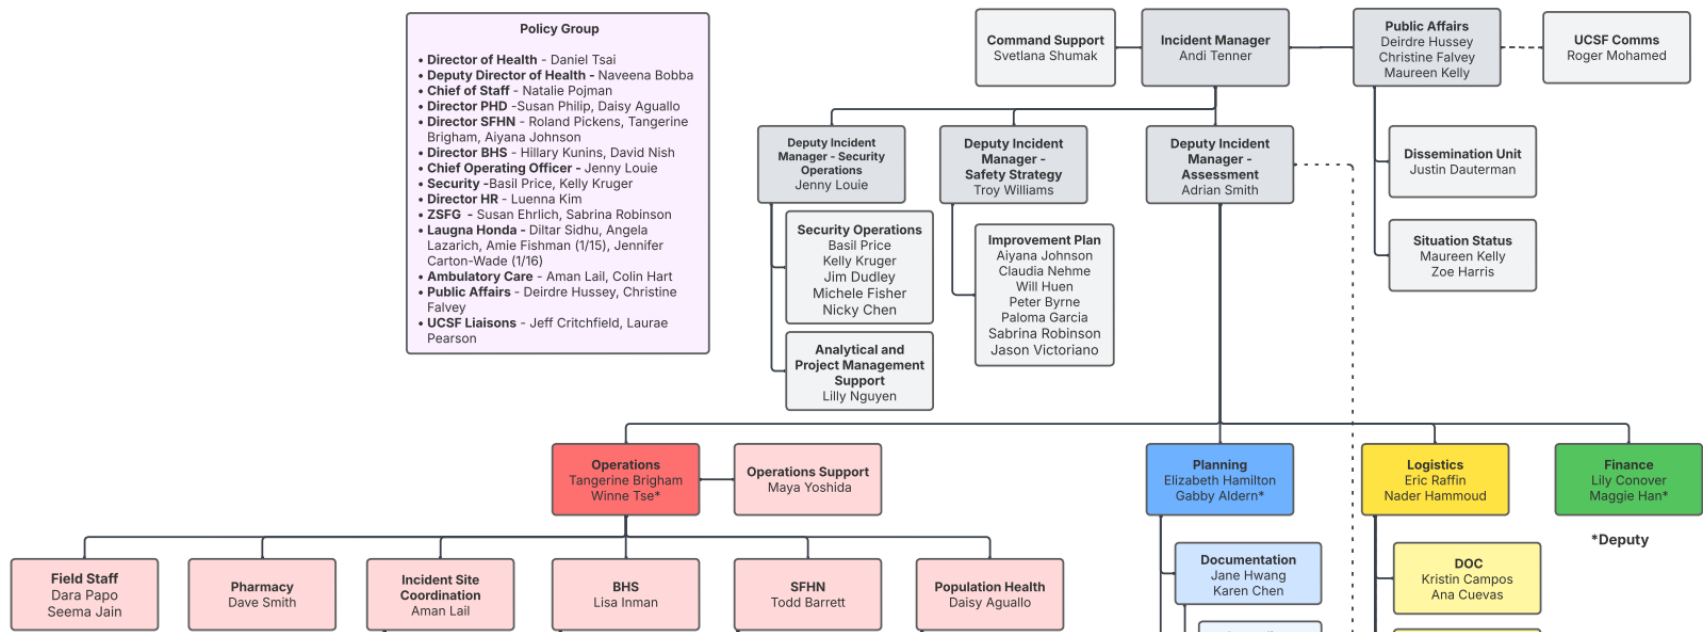 Policy Group
• Director of Health - Daniel Tsai
• Deputy Director of Health - Naveena Bobba
• Chief of Staff - Natalie Pojman
• Director PHD -Susan Philip, Daisy Aguallo
• Director SFHN - Roland Pickens, Tangerine
Brigham, Aiyana Johnson
• Director BHS - Hillary Kunins, David Nish
• Chief Operating Officer - Jenny Louie
• Security -Basil Price, Kelly Kruger
• Director HR - Luenna Kim
• ZSFG - Susan Ehrlich, Sabrina Robinson
• Laugna Honda - Diltar Sidhu, Angela
Lazarich, Amie Fishman (1/15), Jennifer
Carton-Wade (1/16)
• Ambulatory Care - Aman Lail, Colin Hart
• Public Affairs - Deirdre Hussey, Christine
Falvey
• UCSF Liaisons - Jeff Critchfield, Laurae
Pearson
Command Support
Svetlana Shumak
Incident Manager
Andi Tenner
Public Affairs
Deirdre Hussey
Christine Falvey
Maureen Kelly
UCSF Comms
Roger Mohamed
Deputy Incident
Manager - Security
Operations
Jenny Louie
Deputy Incident
Manager -
Safety Strategy
Troy Williams
Deputy Incident
Manager -
Assessment
Adrian Smith
Dissemination Unit
Justin Dauterman
Security Operations
Basil Price
Kelly Kruger
Jim Dudley
Michele Fisher
Nicky Chen
Improvement Plan
Aiyana Johnson
Claudia Nehme
Will Huen
Peter Byrne
Paloma Garcia
Sabrina Robinson
Jason Victoriano
Situation Status
Maureen Kelly
Zoe Harris
Analytical and
Project Management
Support
Lilly Nguyen
Operations
Tangerine Brigham
Winne Tse*
Operations Support
Maya Yoshida
Planning
Elizabeth Hamilton
Gabby Aldern*
Logistics
Eric Raffin
Nader Hammoud
Finance
Lily Conover
Maggie Han*
*Deputy
Field Staff
Dara Papo
Seema Jain
Pharmacy
Dave Smith
Incident Site
Coordination
Aman Lail
BHS
Lisa Inman
SFHN
Todd Barrett
Population Health
Daisy Aguallo
Documentation
Jane Hwang
Karen Chen
DOC
Kristin Campos
Ana Cuevas